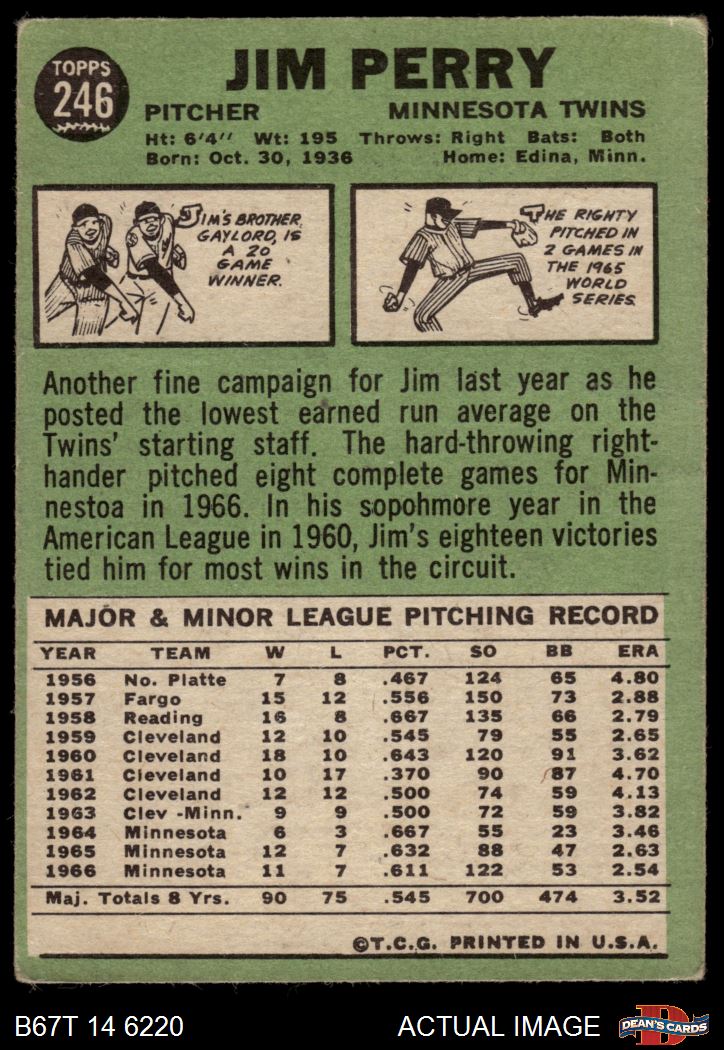 TOPPS
246
JIM PERRY
PITCHER MINNESOTA TWINS
Ht: 6'4" Wt: 195 Throws: Right Bats: Both
Born: Oct. 30, 1936 Home: Edina, Minn.
JIM'S BROTHER,
GAYLORD, IS
A 20
GAME
WINNER.
THE RIGHTY
PITCHED IN
2 GAMES IN
THE 1965
WORLD
SERIES.
Another fine campaign for Jim last year as he
posted the lowest earned run average on the
Twins' starting staff. The hard-throwing right-
hander pitched eight complete games for Min-
nestoa in 1966. In his sopohmore year in the
American League in 1960, Jim's eighteen victories
tied him for most wins in the circuit.
MAJOR & MINOR LEAGUE PITCHING RECORD
YEAR TEAM W L PCT. SO BB ERA
1956 No. Platte 7 8 .467 124 65 4.80
1957 Fargo 15 12 .556 150 73 2.88
1958 Reading 16 8 .667 135 66 2.79
1959 Cleveland 12 10 .545 79 55 2.65
1960 Cleveland 18 10 .643 120 91 3.62
1961 Cleveland 10 17 .370 90 87 4.70
1962 Cleveland 12 12 .500 74 59 4.13
1963 Clev -Minn. 9 9 .500 72 59 3.82
1964 Minnesota 6 3 .667 55 23 3.46
1965 Minnesota 12 7 .632 88 47 2.63
1966 Minnesota 11 7 .611 122 53 2.54
Maj. Totals 8 Yrs. 90 75 .545 700 474 3.52
©T.C.G. PRINTED IN U.S.A.
B67T 14 6220 ACTUAL IMAGE DEAN'S CARDS